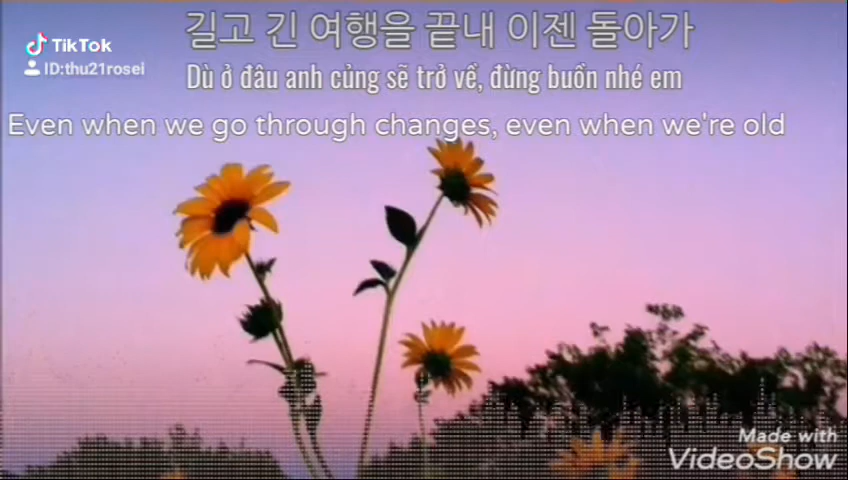 길고 긴 여행을 끝내 이젠 돌아가
TikTok
ID:thu21rosei
Dù ở đâu anh củng sẽ trở về, đừng buồn nhé em
Even when we go through changes, even when we're old
Made with
VideoShow